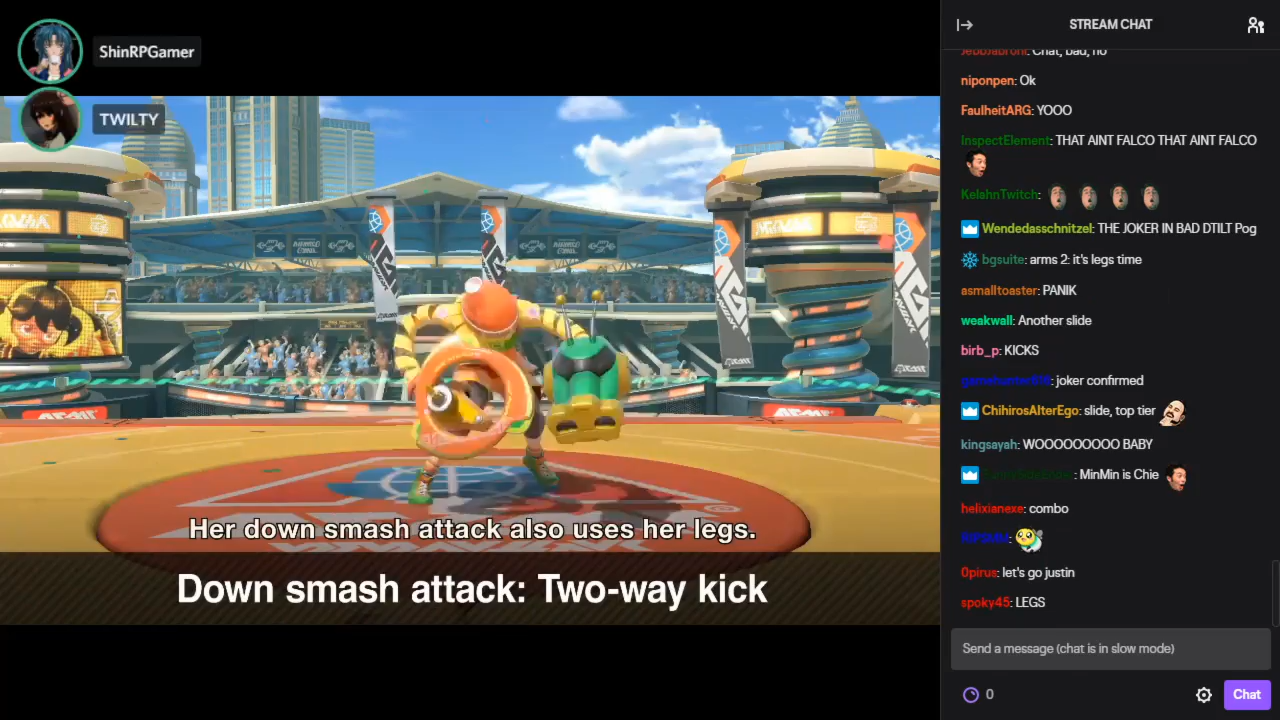 ShinRPGamer
TWILTY
Her down smash attack also uses her legs.
Down smash attack: Two-way kick
STREAM CHAT
niponpen: Ok
FaulheitARG: YOOO
InspectElement: THAT AINT FALCO THAT AINT FALCO
KelahnTwitch:
Wendedasschnitzel: THE JOKER IN BAD DTILT Pog
bgsuite: arms 2: it's legs time
asmalltoaster: PANIK
weakwall: Another slide
birb_p: KICKS
: joker confirmed
ChihirosAlterEgo: slide, top tier
kingsayah: WOOOOOOOOO BABY
: MinMin is Chie
helixianexe: combo
0pirus: let's go justin
spoky45: LEGS
Send a message (chat is in slow mode)
0
Chat